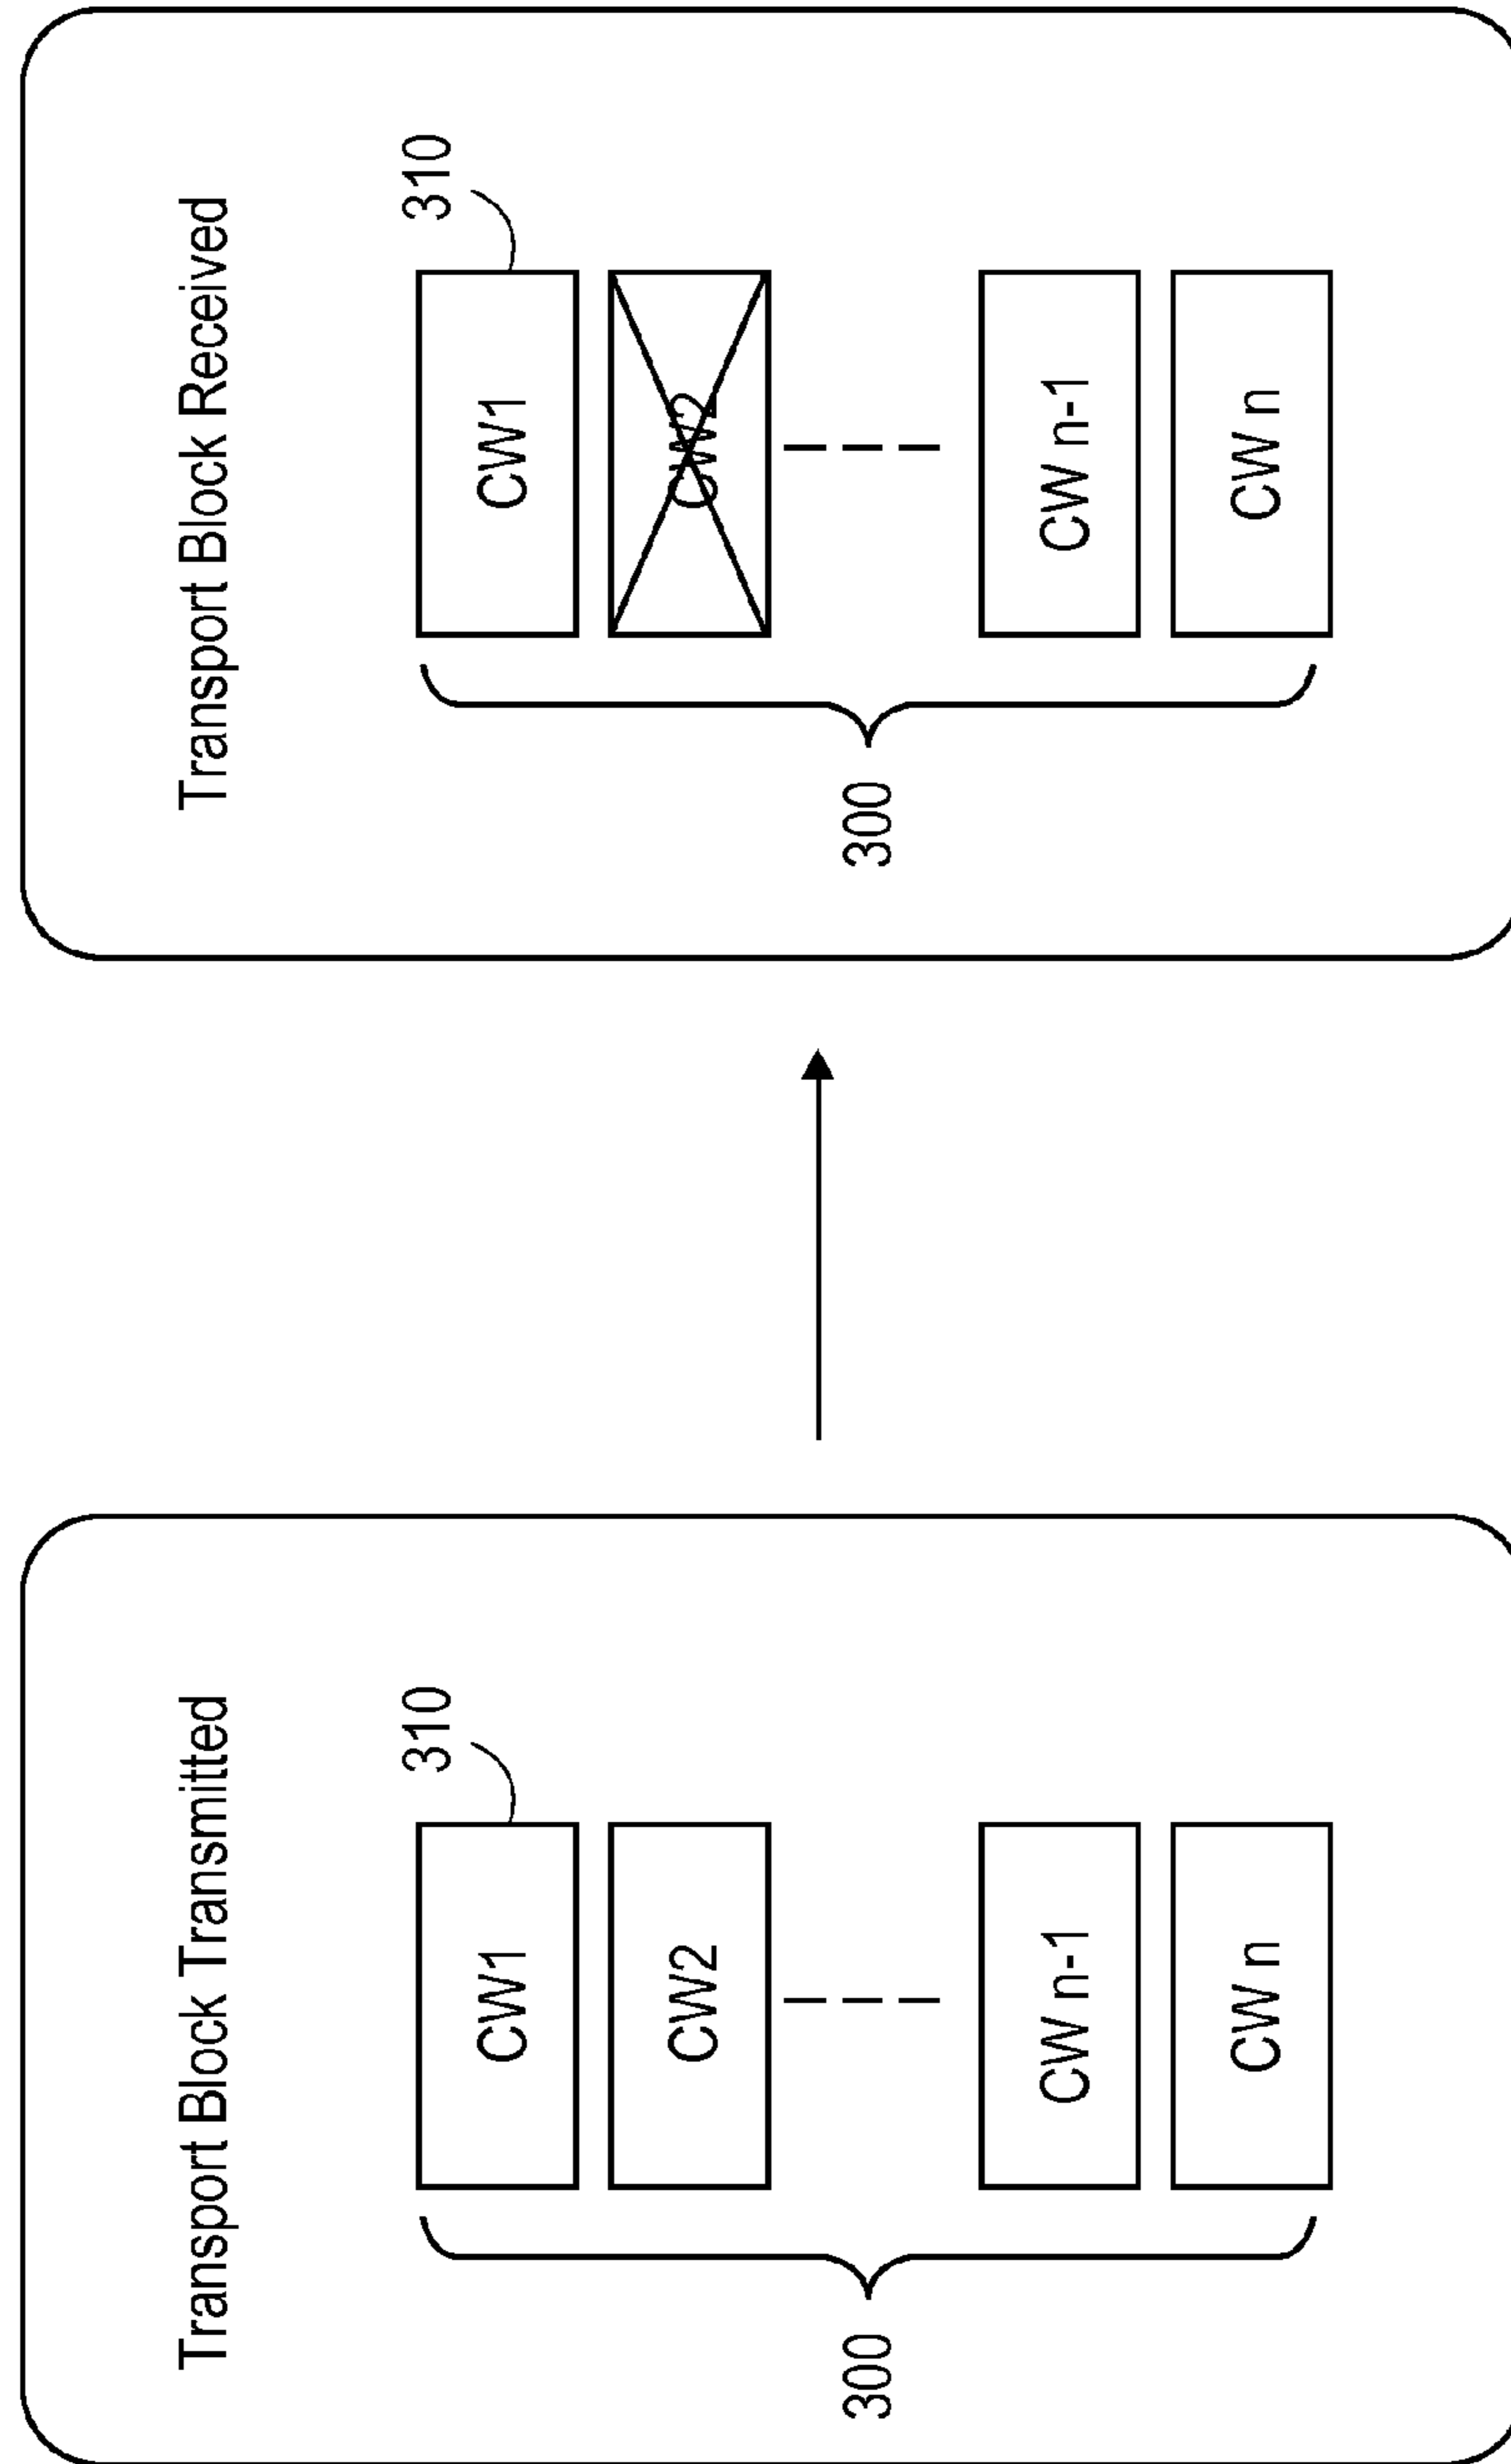 Transport Block Transmitted
310
CW1
CW2
CW n-1
CW n
300
Transport Block Received
310
CW1
CW2
CW n-1
CW n
300